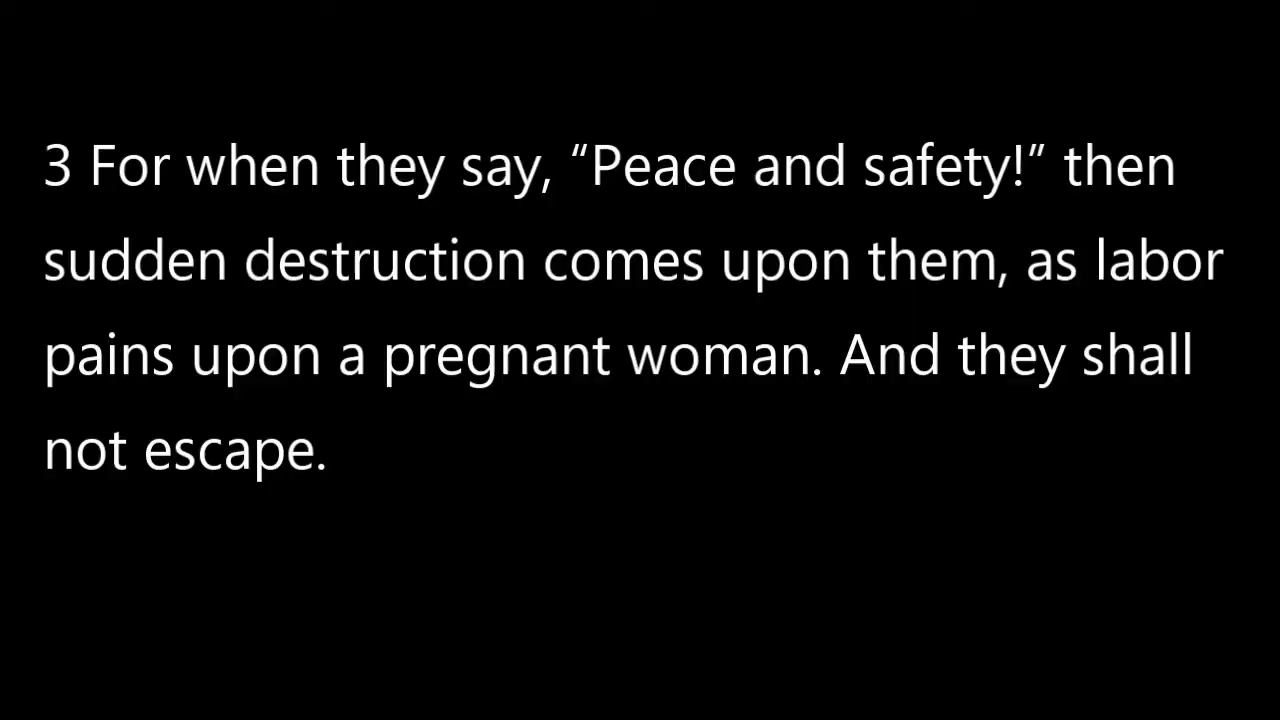 3 For when they say, “Peace and safety!” then
sudden destruction comes upon them, as labor
pains upon a pregnant woman. And they shall
not escape.